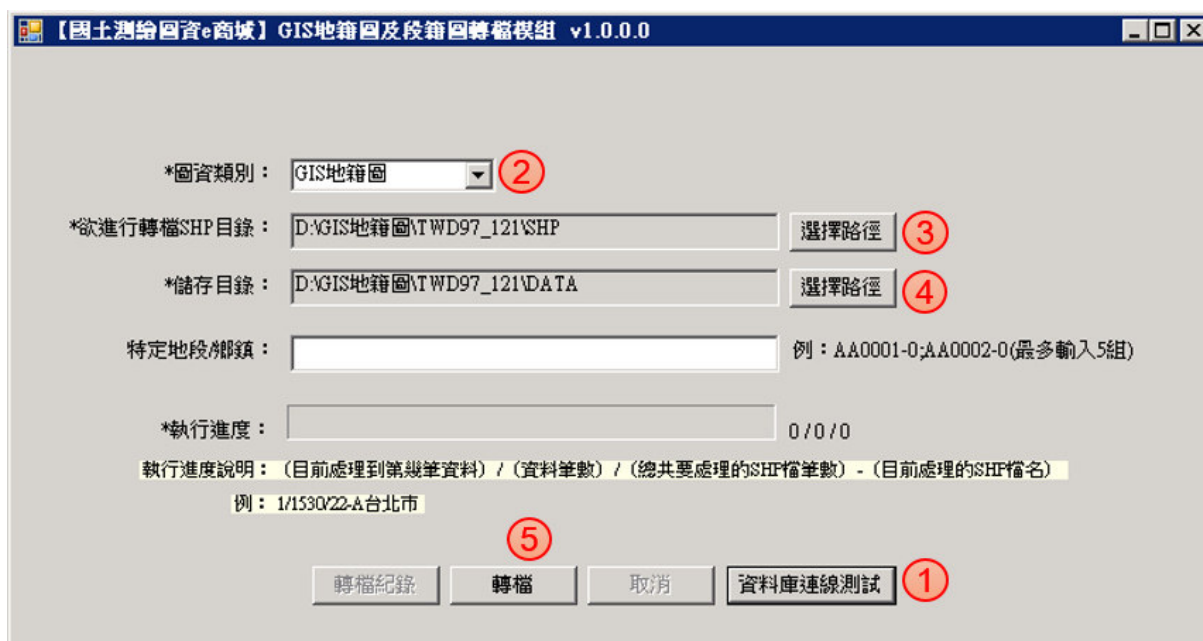 【國土測繪圖資e商城】GIS地籍圖及段籍圖轉檔模組 v1.0.0.0
*圖資類別： GIS地籍圖 ②
*欲進行轉檔SHP目錄： D:\GIS地籍圖\TWD97_121\SHP 選擇路徑 ③
*儲存目錄： D:\GIS地籍圖\TWD97_121\DATA 選擇路徑 ④
特定地段/鄉鎮： 例：AA0001-0;AA0002-0(最多輸入5組)
*執行進度： 0/0/0
執行進度說明：（目前處理到第幾筆資料）/（資料筆數）/（總共要處理的SHP檔筆數）-（目前處理的SHP檔名）
例： 1/1530/22-A台北市
⑤
轉檔紀錄 轉檔 取消 資料庫連線測試 ①